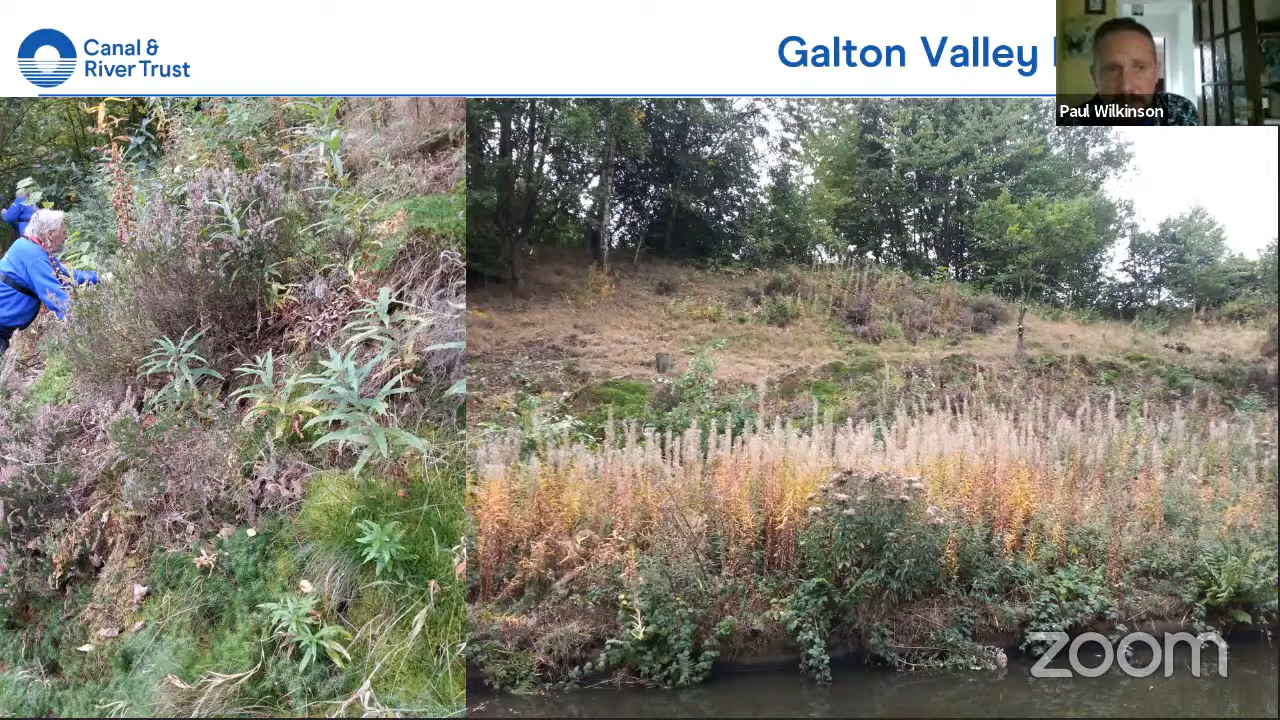 Canal &
River Trust
Galton Valley
Paul Wilkinson
zoom